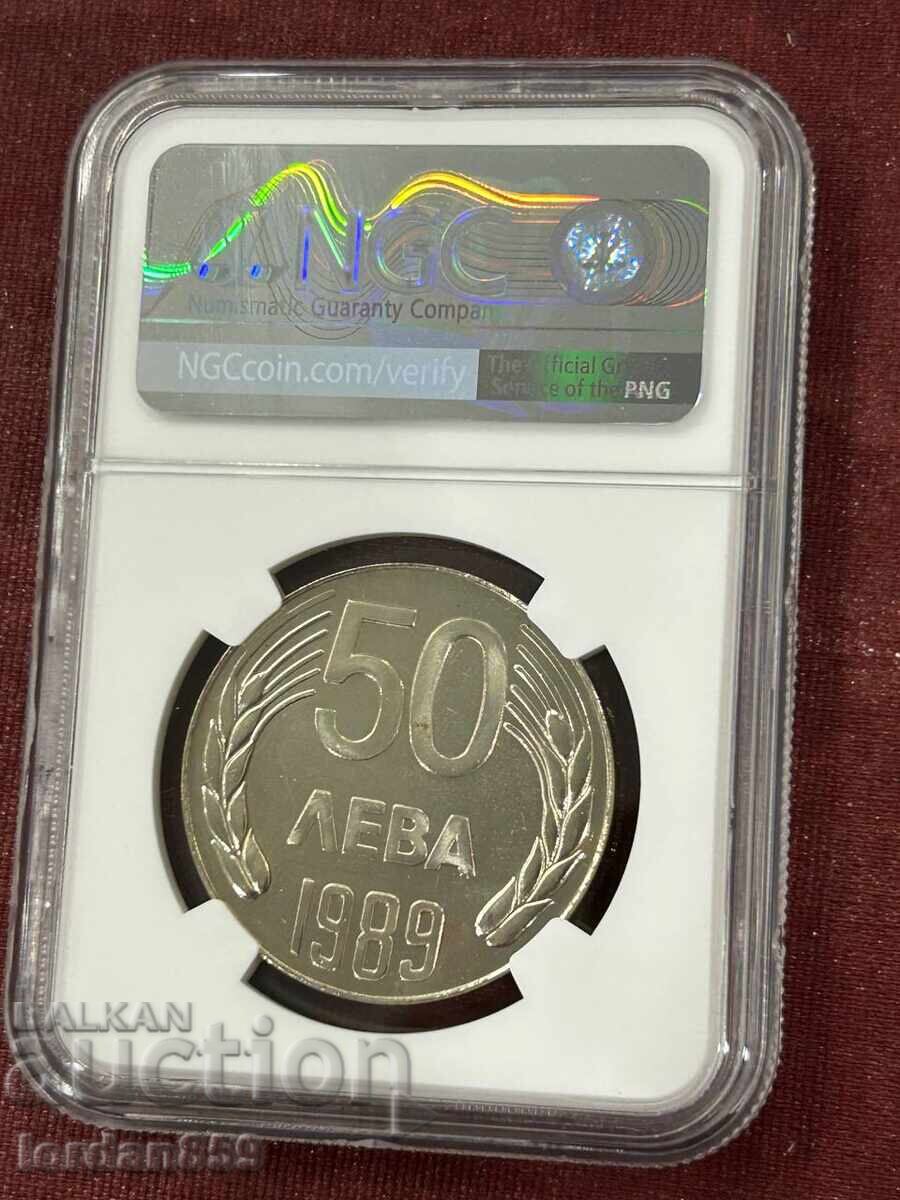 NGC
Numismatic Guaranty Company
NGCcoin.com/verify
The Official Grading
Service of the PNG
50
ЛЕВА
1989
BALKAN
auction
lordan859